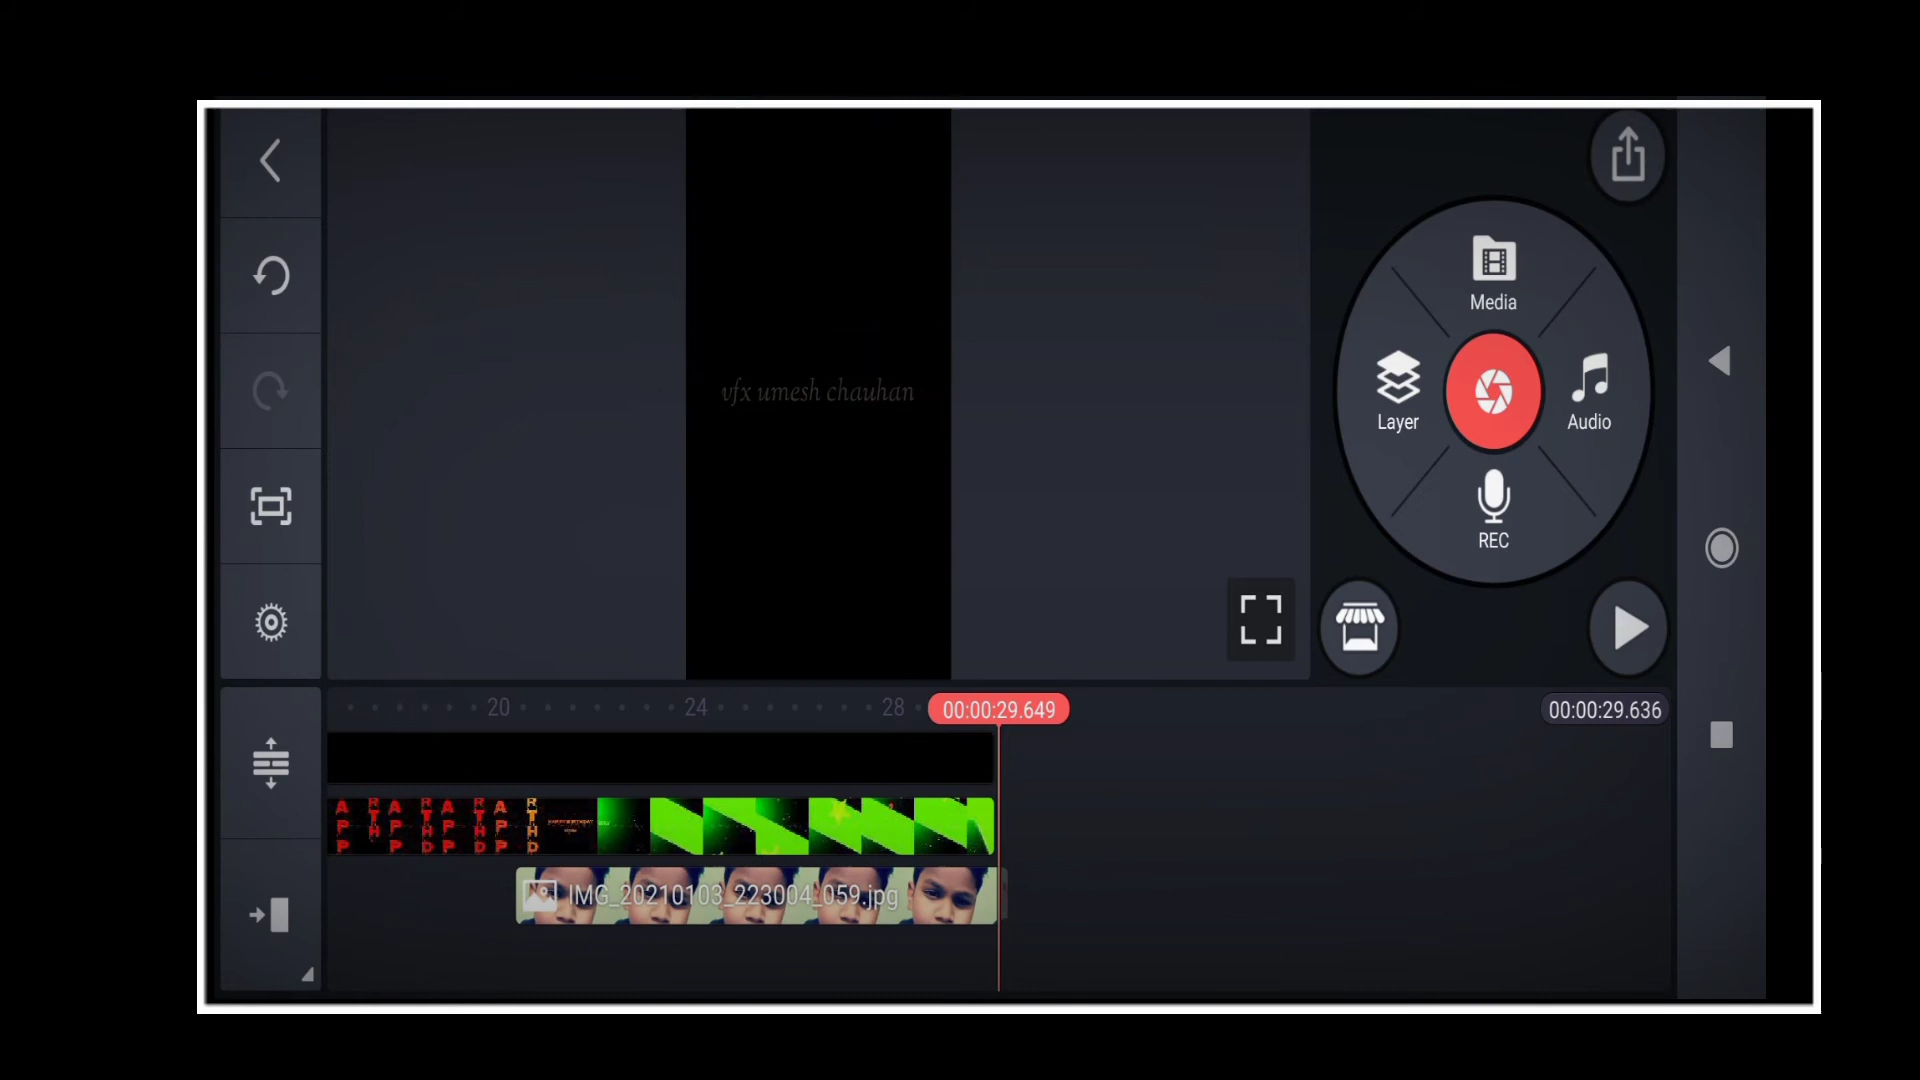 Media
vfx umesh chauhan
Layer
Audio
REC
20
24
28
00:00:29.649
00:00:29.636
IMG_20210103_223004_059.jpg